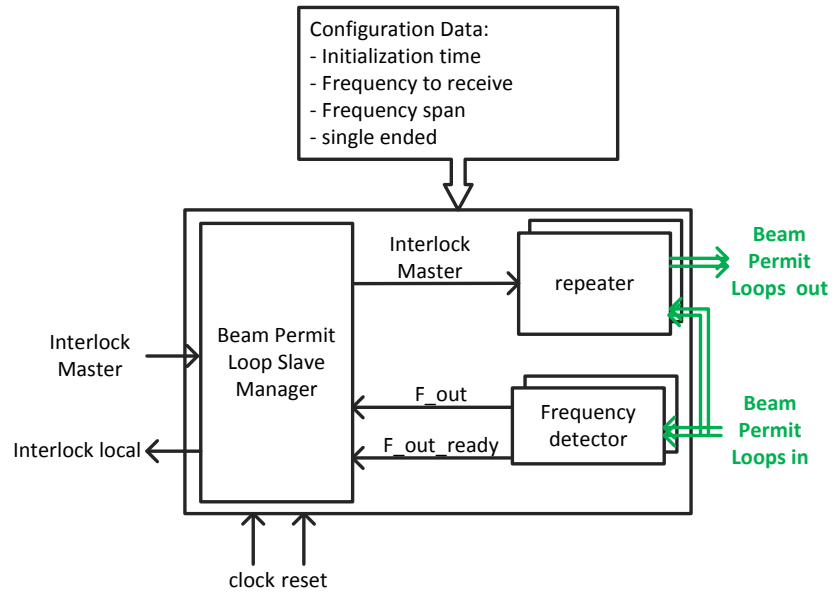 Configuration Data:
- Initialization time
- Frequency to receive
- Frequency span
- single ended
Interlock
Master
repeater
Beam
Permit
Loops out
Interlock
Master
Beam Permit
Loop Slave
Manager
F_out
Frequency
detector
Beam
Permit
Loops in
Interlock local
F_out_ready
clock reset